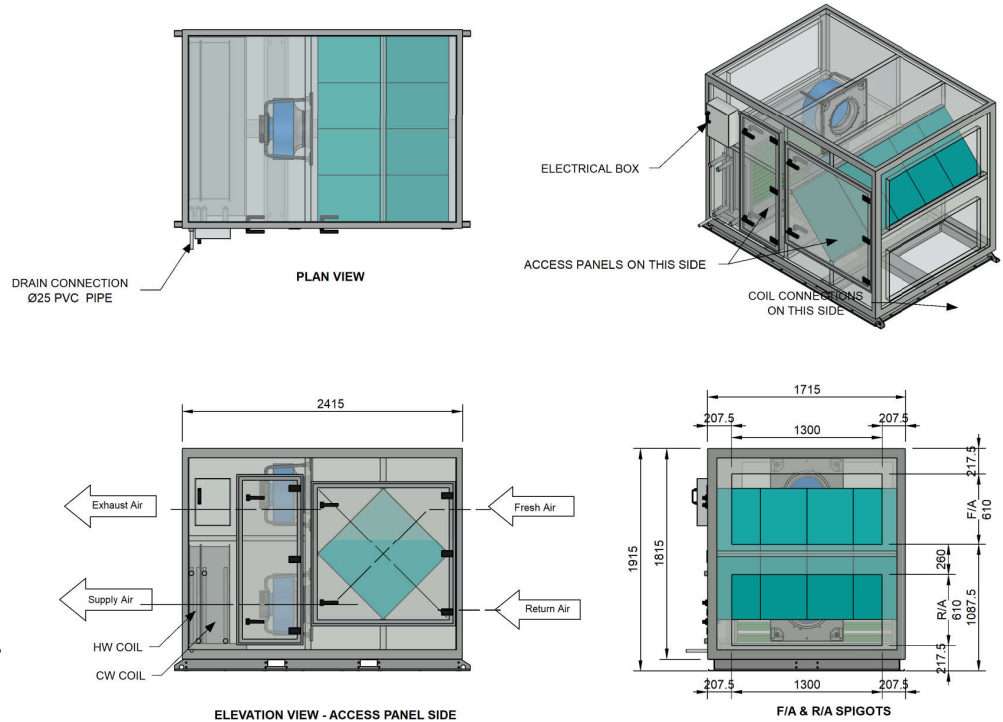 ELECTRICAL BOX
ACCESS PANELS ON THIS SIDE
COIL CONNECTIONS
ON THIS SIDE
DRAIN CONNECTION
Ø25 PVC PIPE
PLAN VIEW
2415
Exhaust Air
Fresh Air
Supply Air
Return Air
HW COIL
CW COIL
ELEVATION VIEW - ACCESS PANEL SIDE
1715
207.5
207.5
1300
217.5
F/A
610
1915
1815
260
R/A
610
1087.5
217.5
207.5
1300
207.5
F/A & R/A SPIGOTS